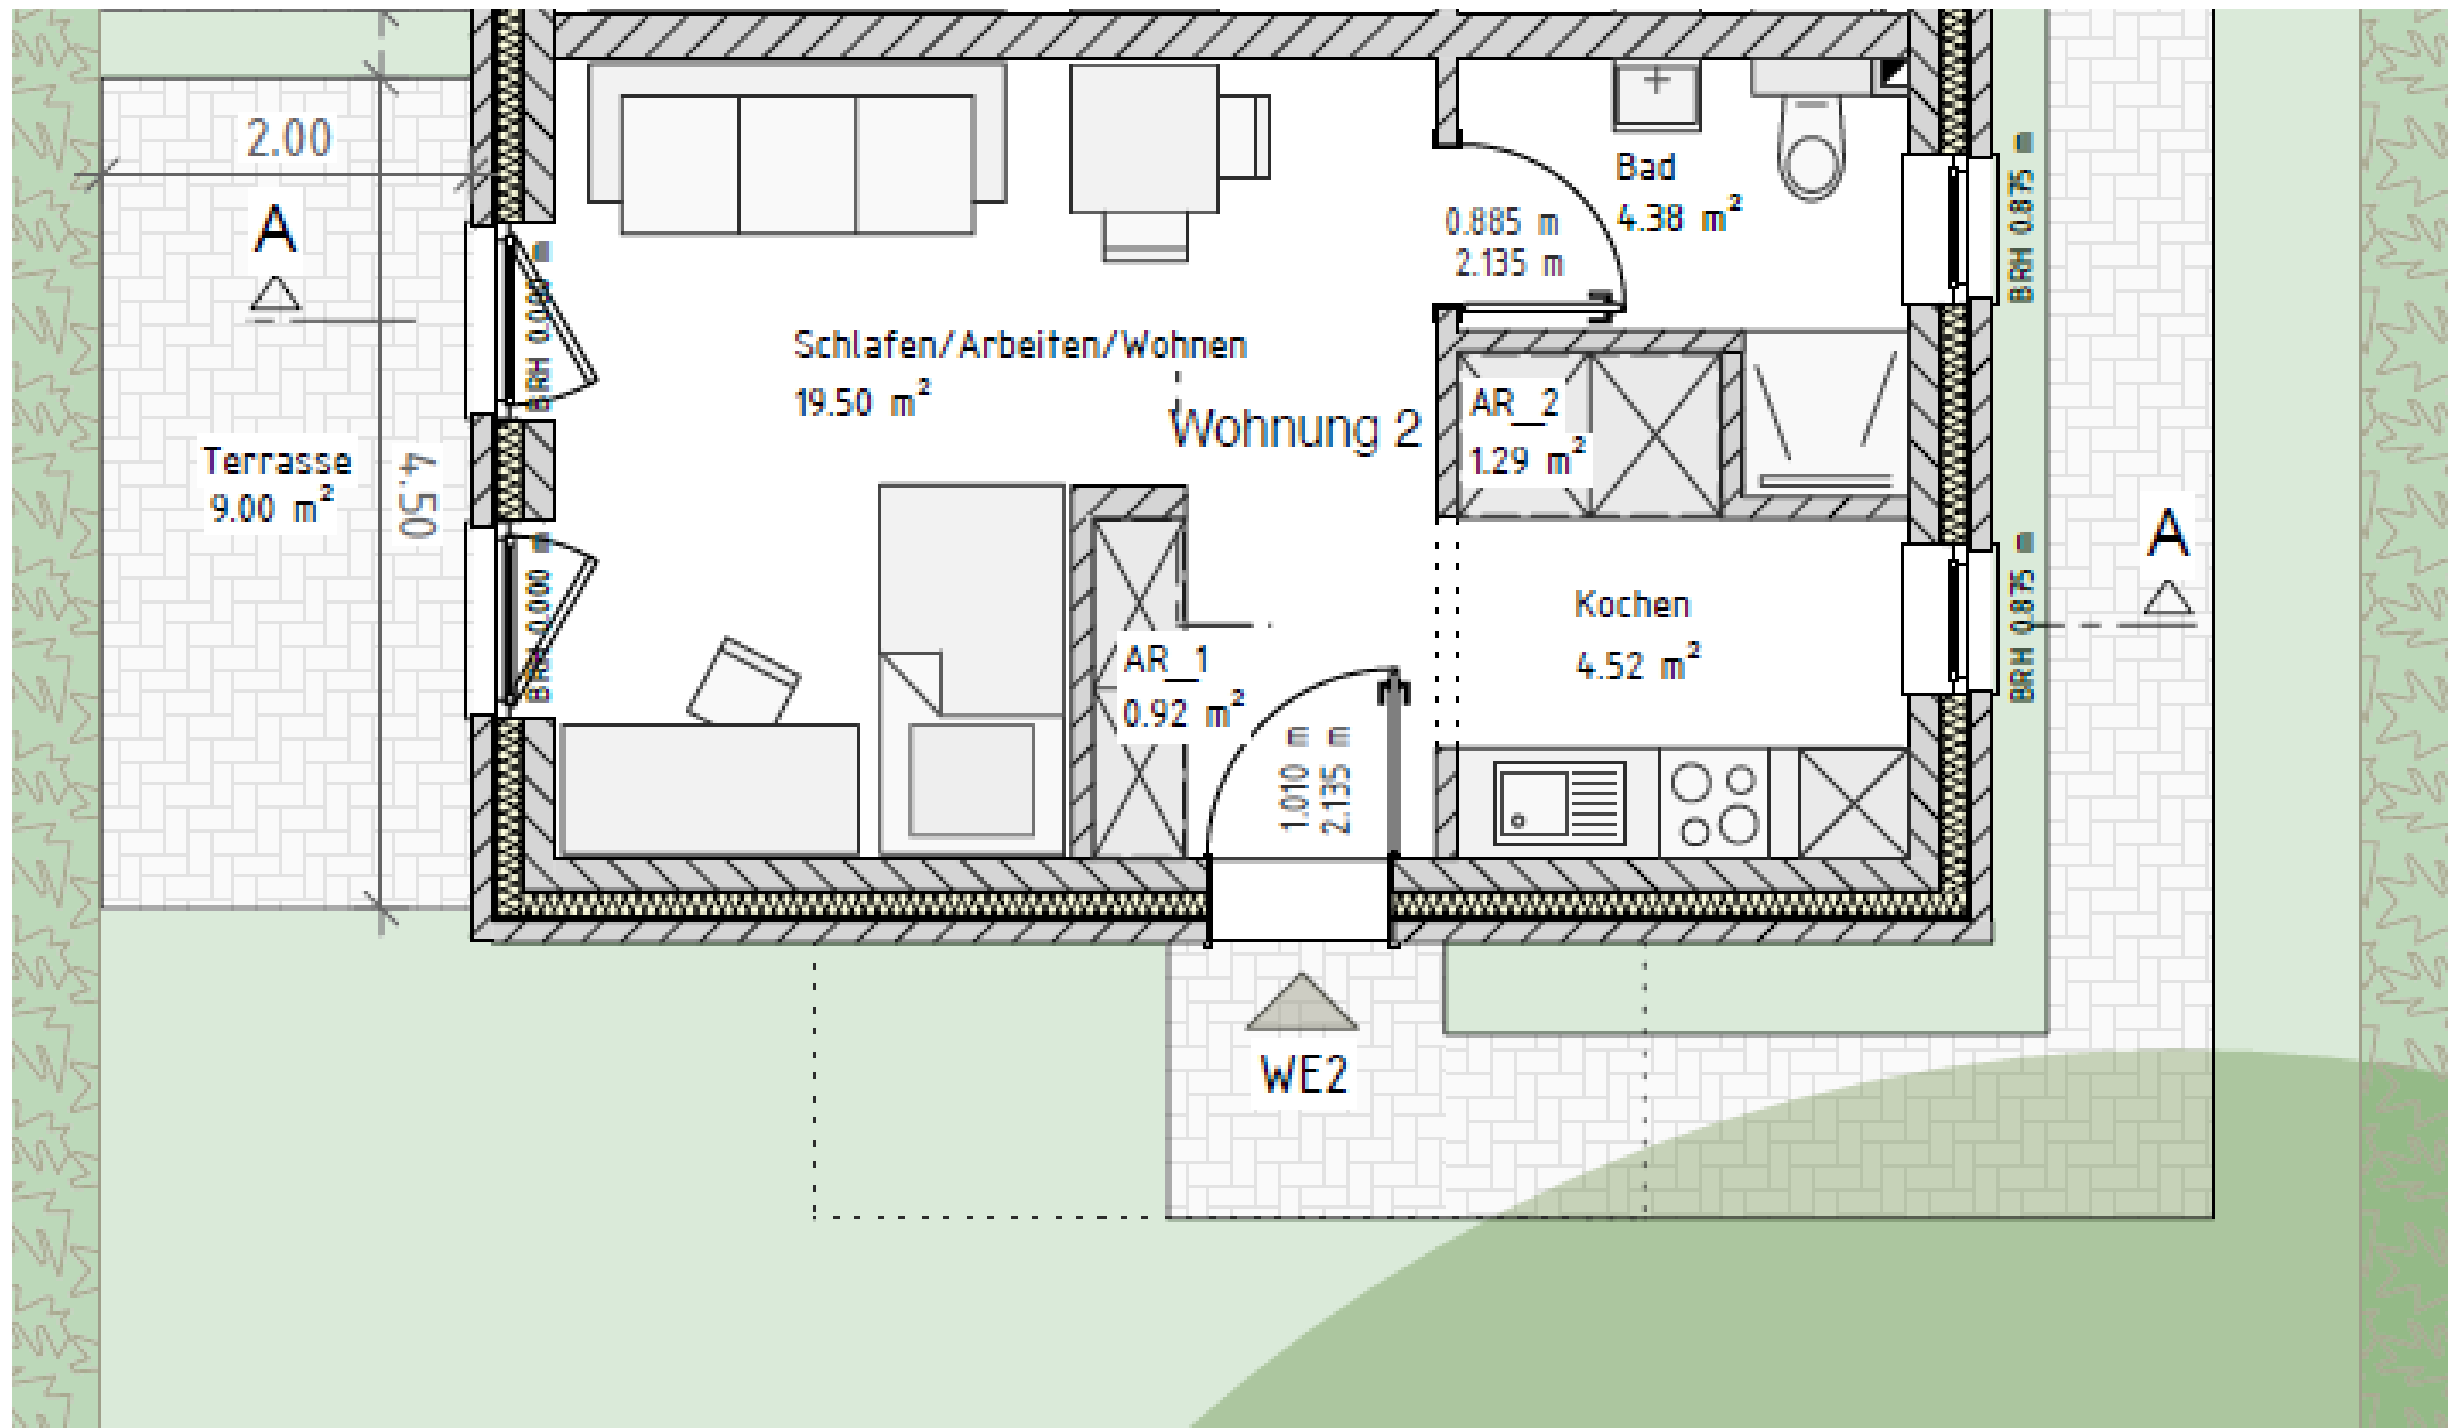 2.00
A
Terrasse
9.00 m²
4.50
BRH 0.000 m
BRH 0.000 m
Schlafen/Arbeiten/Wohnen
19.50 m²
Wohnung 2
Bad
4.38 m²
0.885 m
2.135 m
AR_2
1.29 m²
Kochen
4.52 m²
AR_1
0.92 m²
1.010 m
2.135 m
BRH 0.875 m
BRH 0.875 m
A
WE2